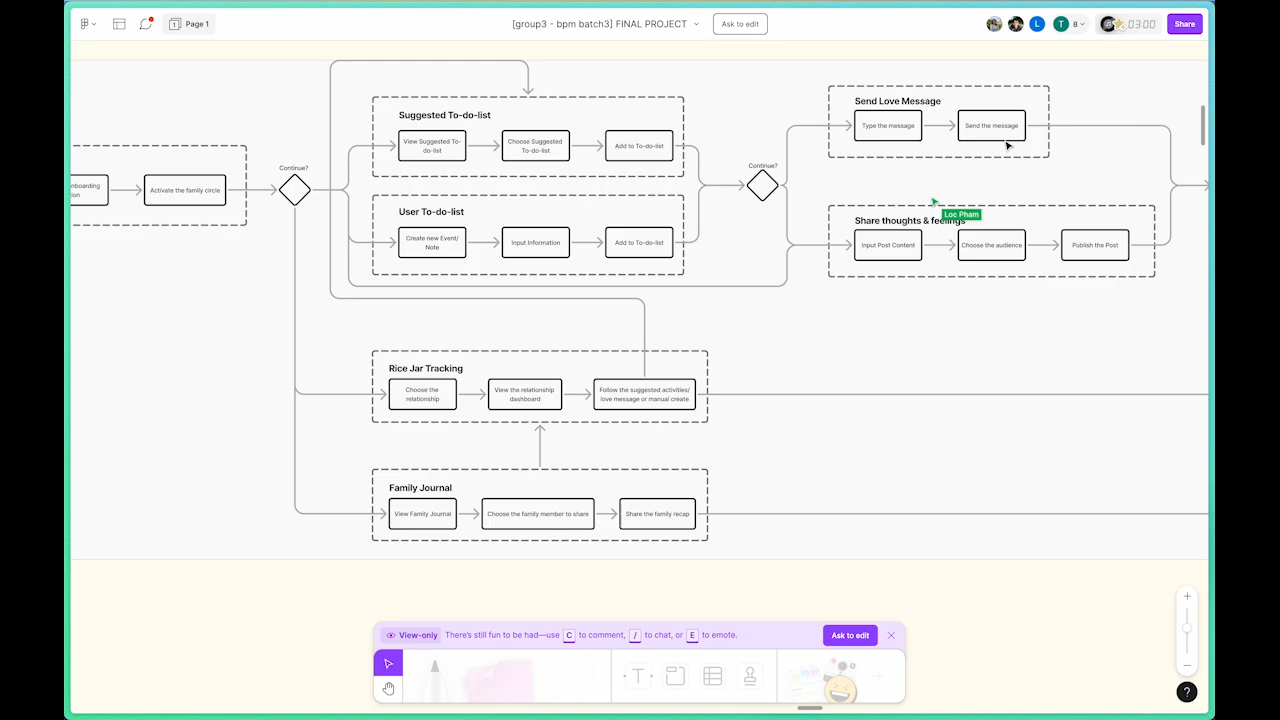 Page 1
[group3 - bpm batch3] FINAL PROJECT
Ask to edit
L
T
8
03:00
Share
Send Love Message
Type the message
Send the message
Suggested To-do-list
View Suggested To-
do-list
Choose Suggested
To-do-list
Add to To-do-list
Continue?
Continue?
Activate the family circle
User To-do-list
Create new Event/
Note
Input Information
Add to To-do-list
Loc Pham
Share thoughts & feelings
Input Post Content
Choose the audience
Publish the Post
Rice Jar Tracking
Choose the
relationship
View the relationship
dashboard
Follow the suggested activities/
love message or manual create
Family Journal
View Family Journal
Choose the family member to share
Share the family recap
View-only
There's still fun to be had—use C to comment, / to chat, or E to emote.
Ask to edit
T
?